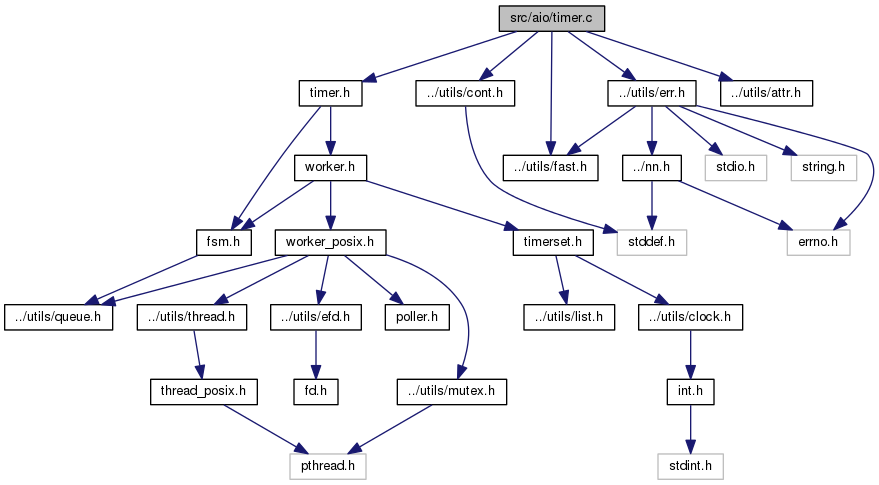 src/aio/timer.c
timer.h
../utils/cont.h
../utils/err.h
../utils/attr.h
worker.h
../utils/fast.h
../nn.h
stdio.h
string.h
fsm.h
worker_posix.h
timerset.h
stddef.h
errno.h
../utils/queue.h
../utils/thread.h
../utils/efd.h
poller.h
../utils/list.h
../utils/clock.h
thread_posix.h
fd.h
../utils/mutex.h
int.h
pthread.h
stdint.h